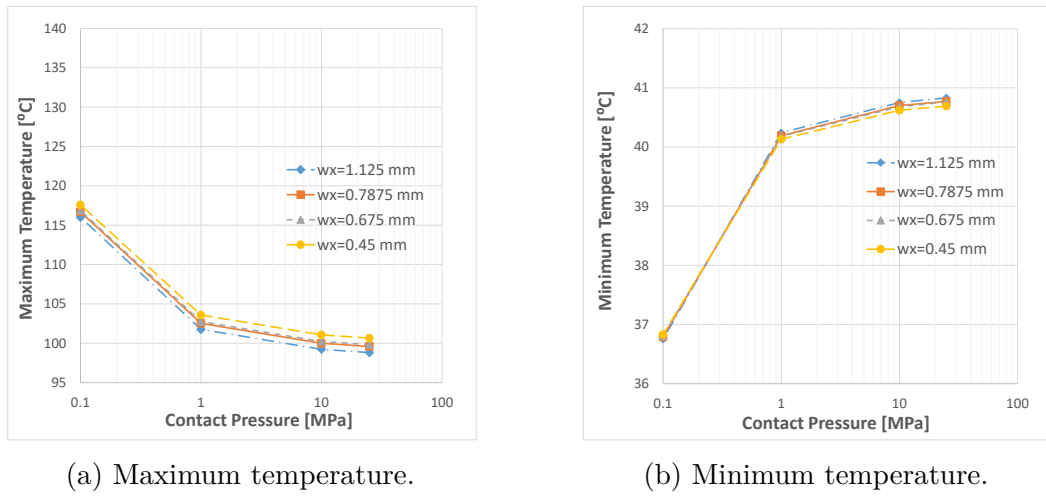 140
135
130
125
120
115
110
105
100
95
0.1
1
10
100
Maximum Temperature [ºC]
Contact Pressure [MPa]
wx=1.125 mm
wx=0.7875 mm
wx=0.675 mm
wx=0.45 mm
(a) Maximum temperature.
42
41
40
39
38
37
36
0.1
1
10
100
Minimum Temperature [ºC]
Contact Pressure [MPa]
wx=1.125 mm
wx=0.7875 mm
wx=0.675 mm
wx=0.45 mm
(b) Minimum temperature.